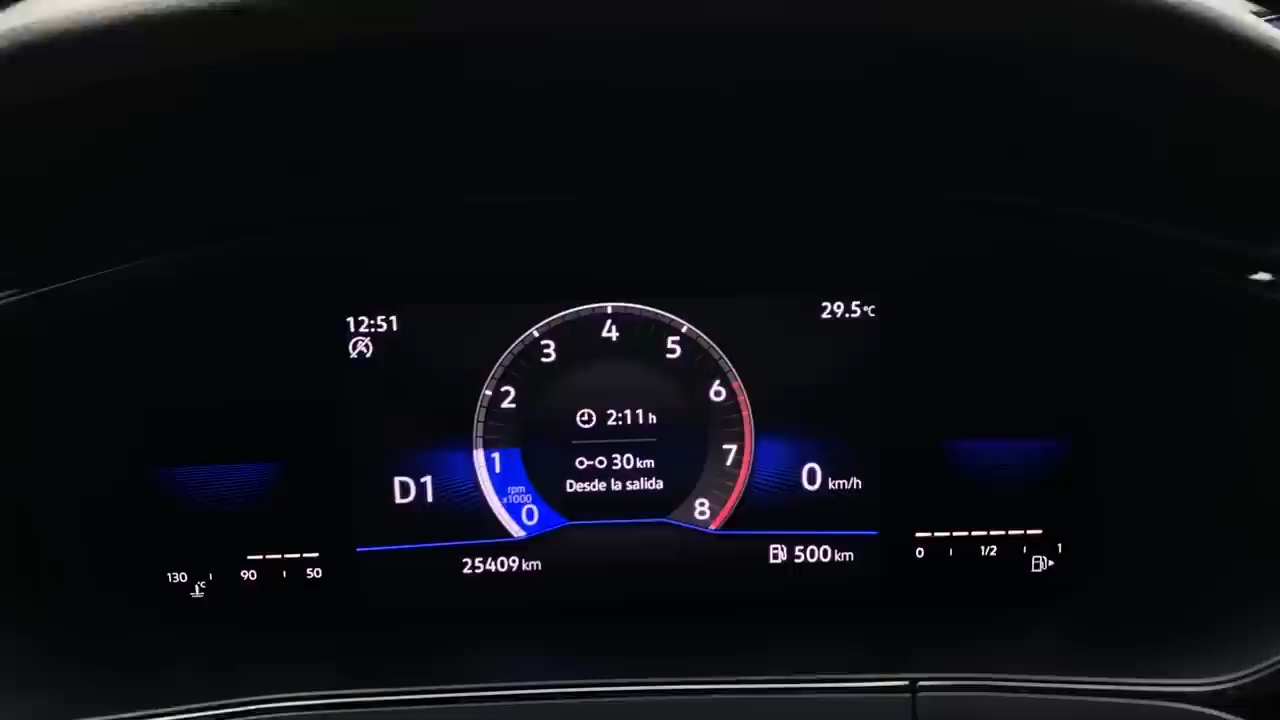 12:51
29.5°C
4
3
5
2
6
2:11 h
1
7
30 km
D1
Desde la salida
0 km/h
rpm
x1000
0
8
25409 km
500 km
130
°C
90
50
0
1/2
1